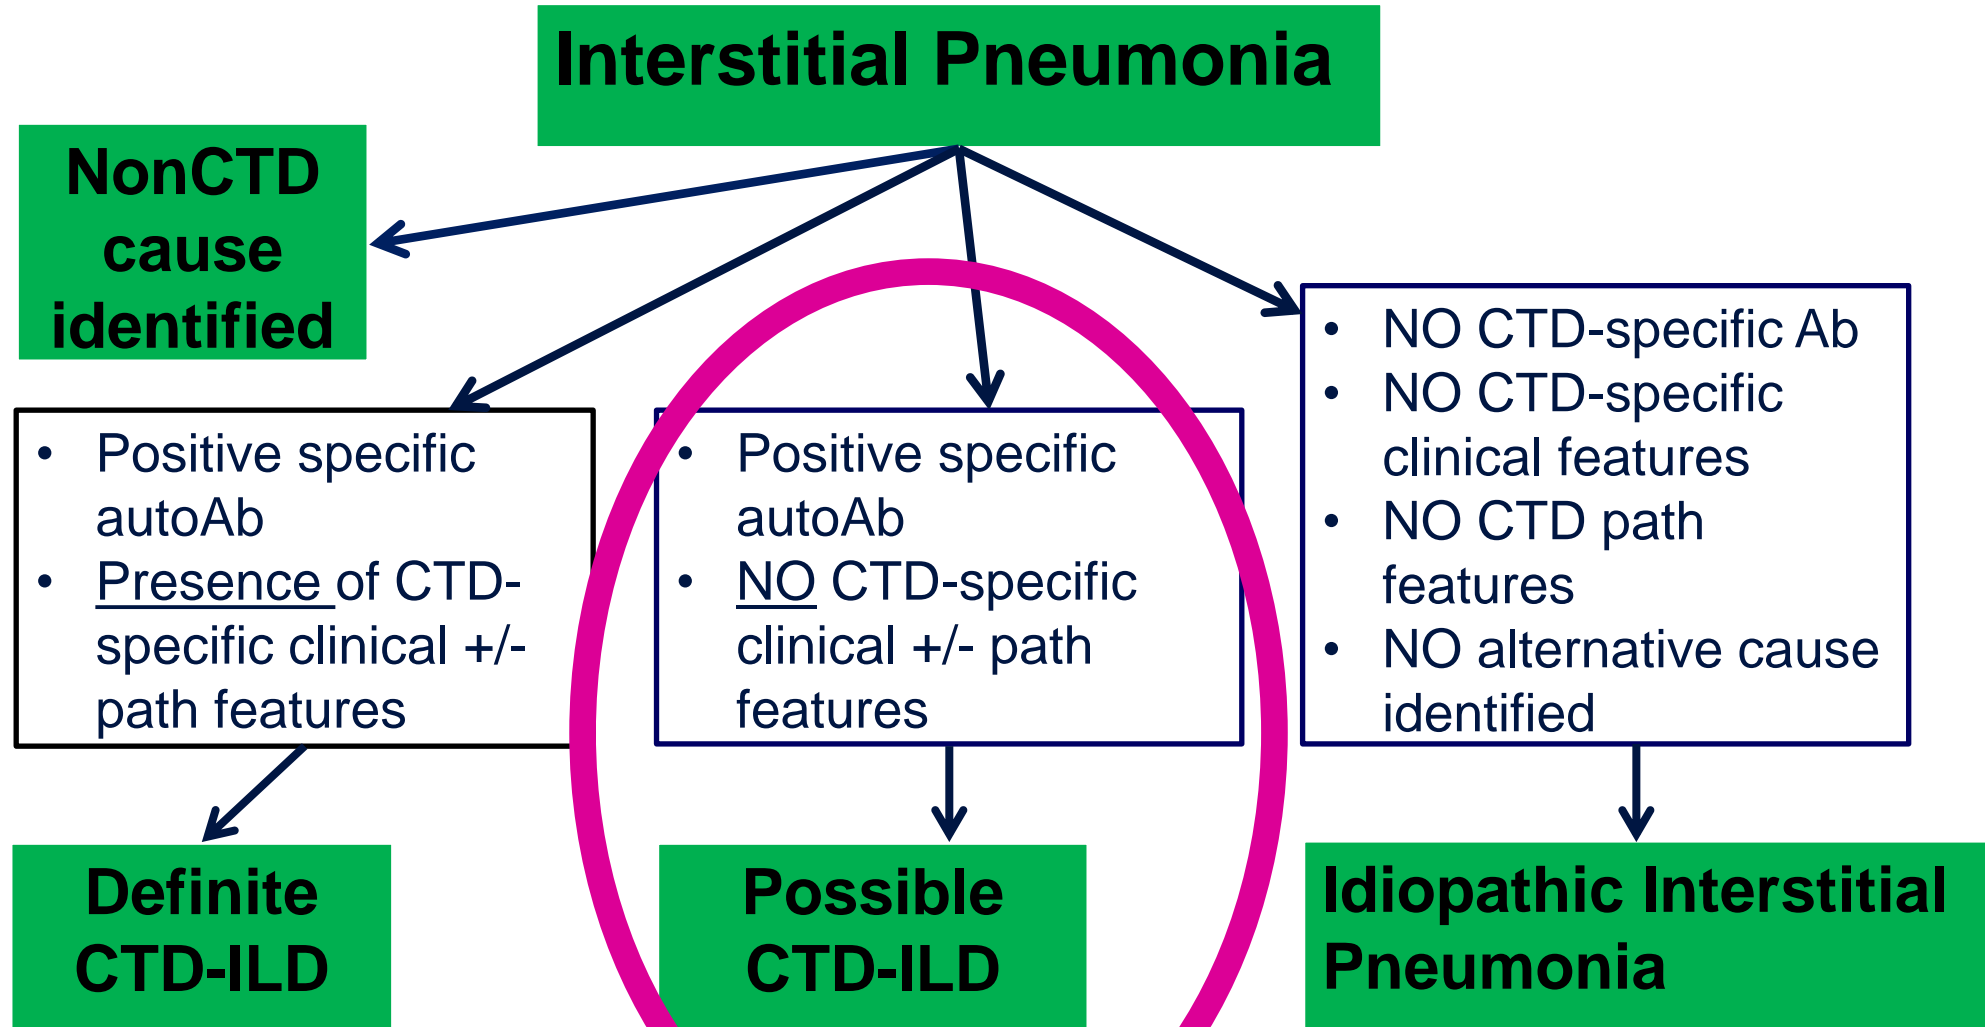 Interstitial Pneumonia
NonCTD
cause
identified
• Positive specific
autoAb
• Presence of CTD-
specific clinical +/-
path features
• Positive specific
autoAb
• NO CTD-specific
clinical +/- path
features
• NO CTD-specific Ab
• NO CTD-specific
clinical features
• NO CTD path
features
• NO alternative cause
identified
Definite
CTD-ILD
Possible
CTD-ILD
Idiopathic Interstitial
Pneumonia